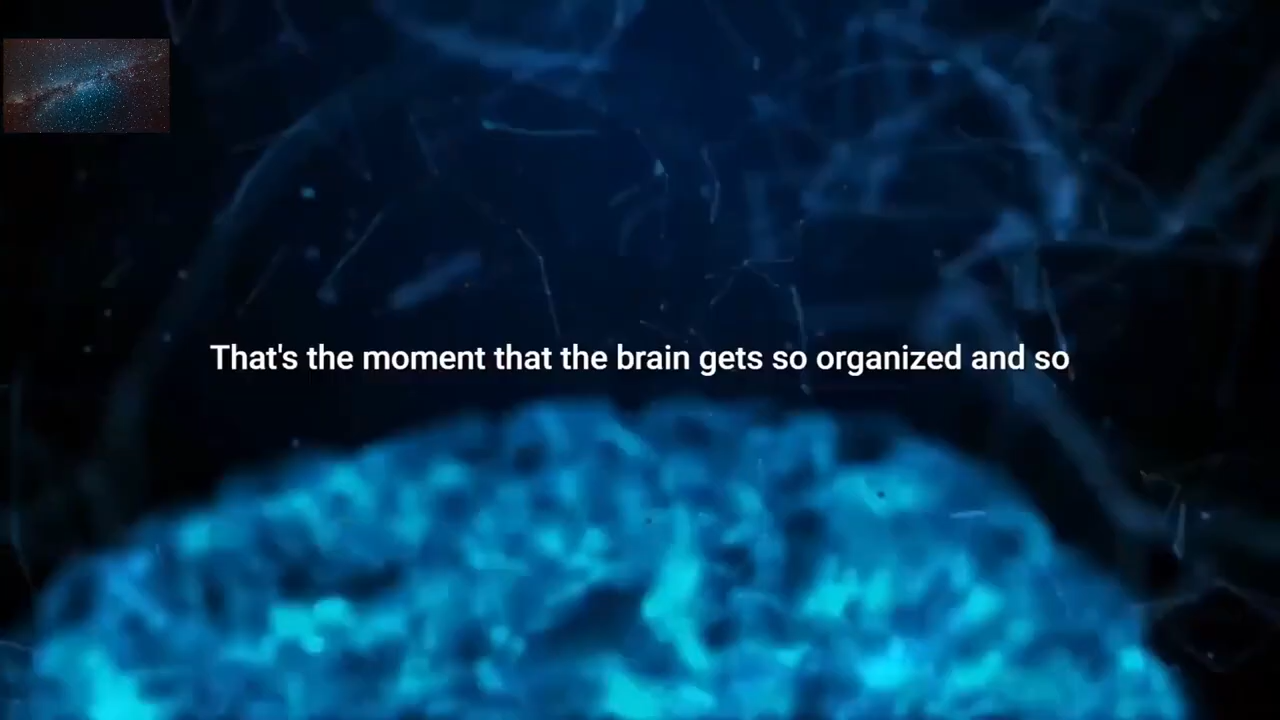 That's the moment that the brain gets so organized and so